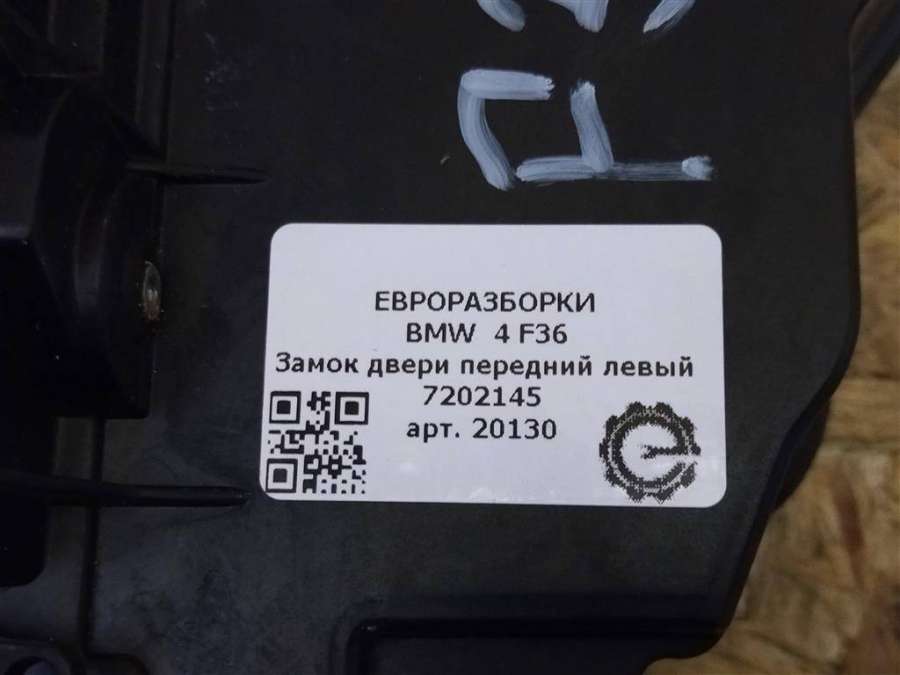 ЕВРОРАЗБОРКИ
BMW 4 F36
Замок двери передний левый
7202145
арт. 20130